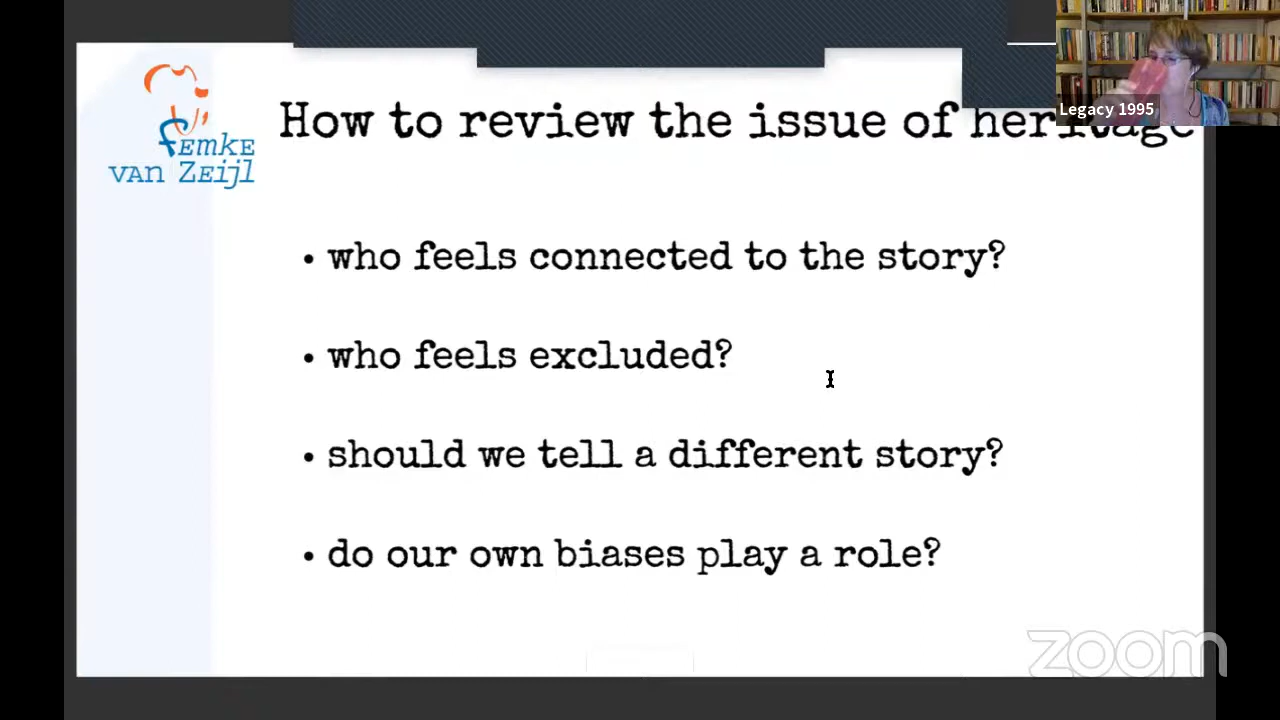 Legacy 1995
FEMKE
VAN ZEIJL
How to review the issue of heritage
• who feels connected to the story?
• who feels excluded?
• should we tell a different story?
• do our own biases play a role?
zoom